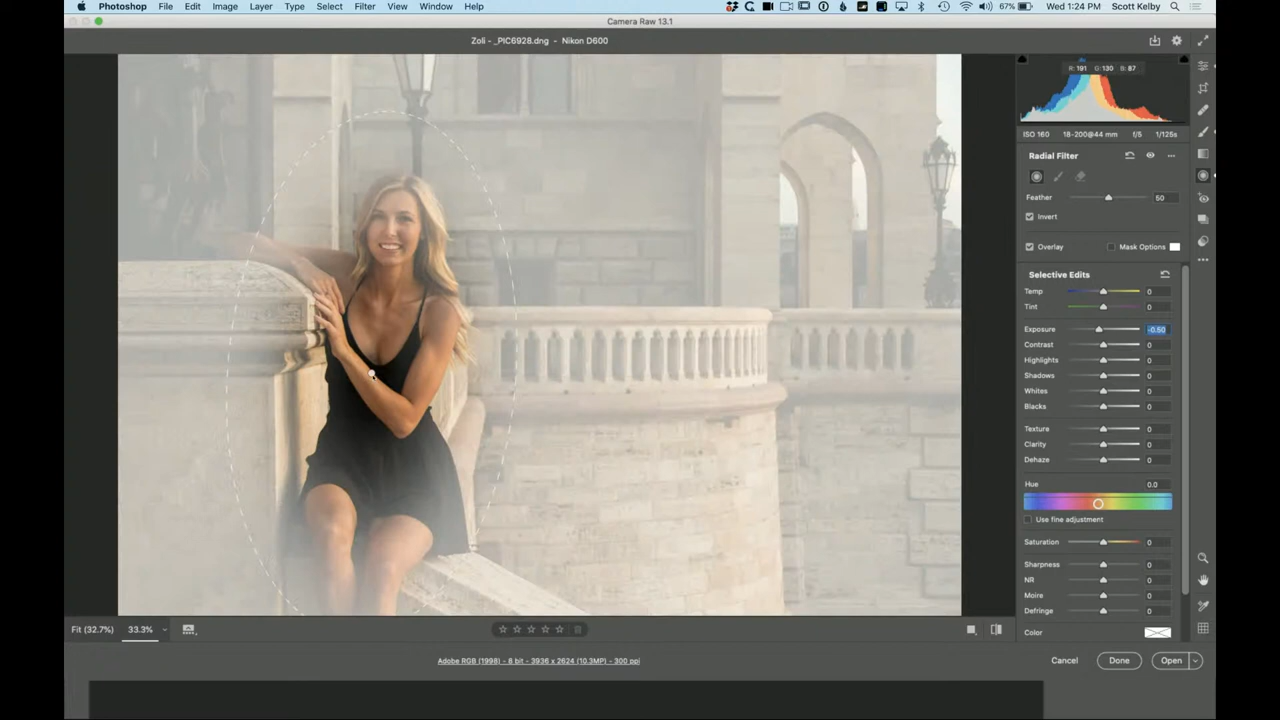 Photoshop File Edit Image Layer Type Select Filter View Window Help 67% Wed 1:24 PM Scott Kelby
Camera Raw 13.1
Zoli - _PIC6928.dng - Nikon D600
R: 191 G: 130 B: 87
ISO 160 18-200@44 mm f/5 1/125s
Radial Filter
Feather 50
Invert
Overlay Mask Options
Selective Edits
Temp 0
Tint 0
Exposure -0.50
Contrast 0
Highlights 0
Shadows 0
Whites 0
Blacks 0
Texture 0
Clarity 0
Dehaze 0
Hue 0.0
Use fine adjustment
Saturation 0
Sharpness 0
NR 0
Moire 0
Defringe 0
Color
Fit (32.7%) 33.3%
Adobe RGB (1998) - 8 bit - 3936 x 2624 (10.3MP) - 300 ppi
Cancel Done Open